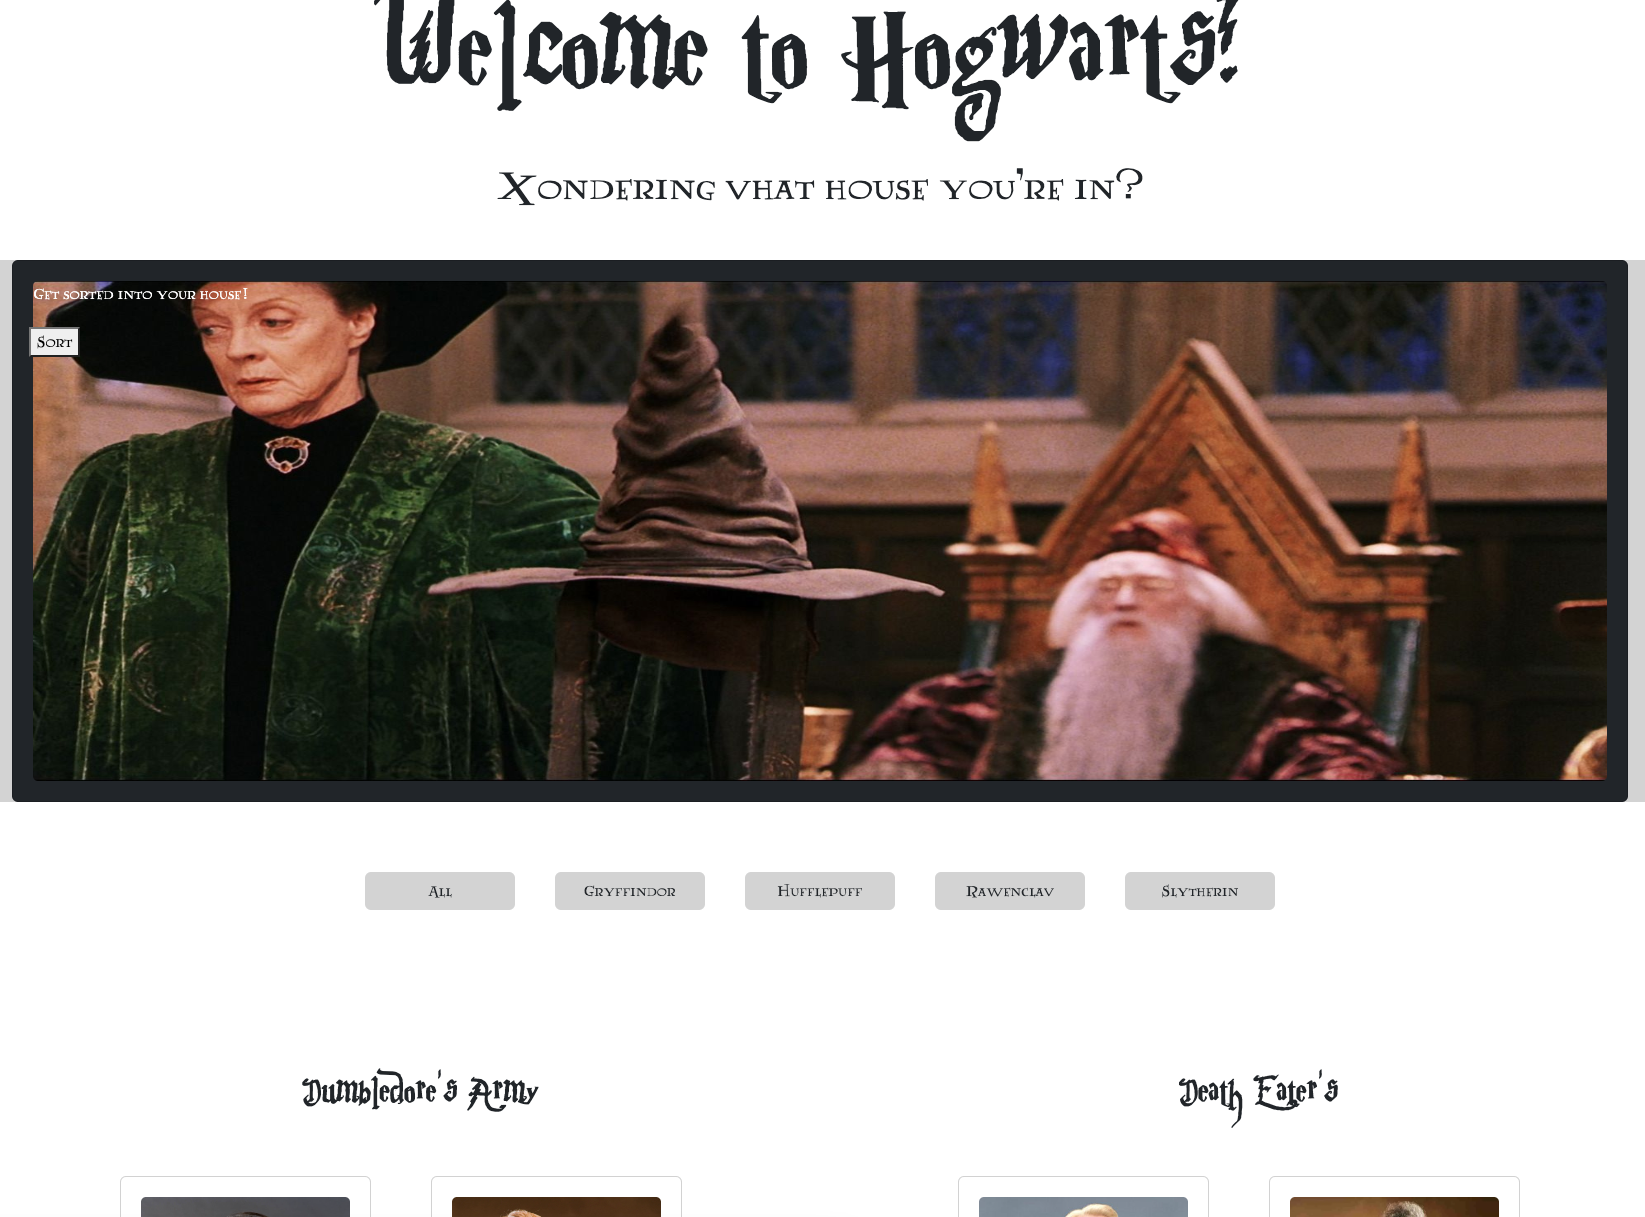 Welcome to Hogwarts!
Xondering vhat house you're in?
Get sorted into your house!
Sort
All
Gryffindor
Hufflepuff
Rawenclav
Slytherin
Dumbledore's Army
Death Eater's